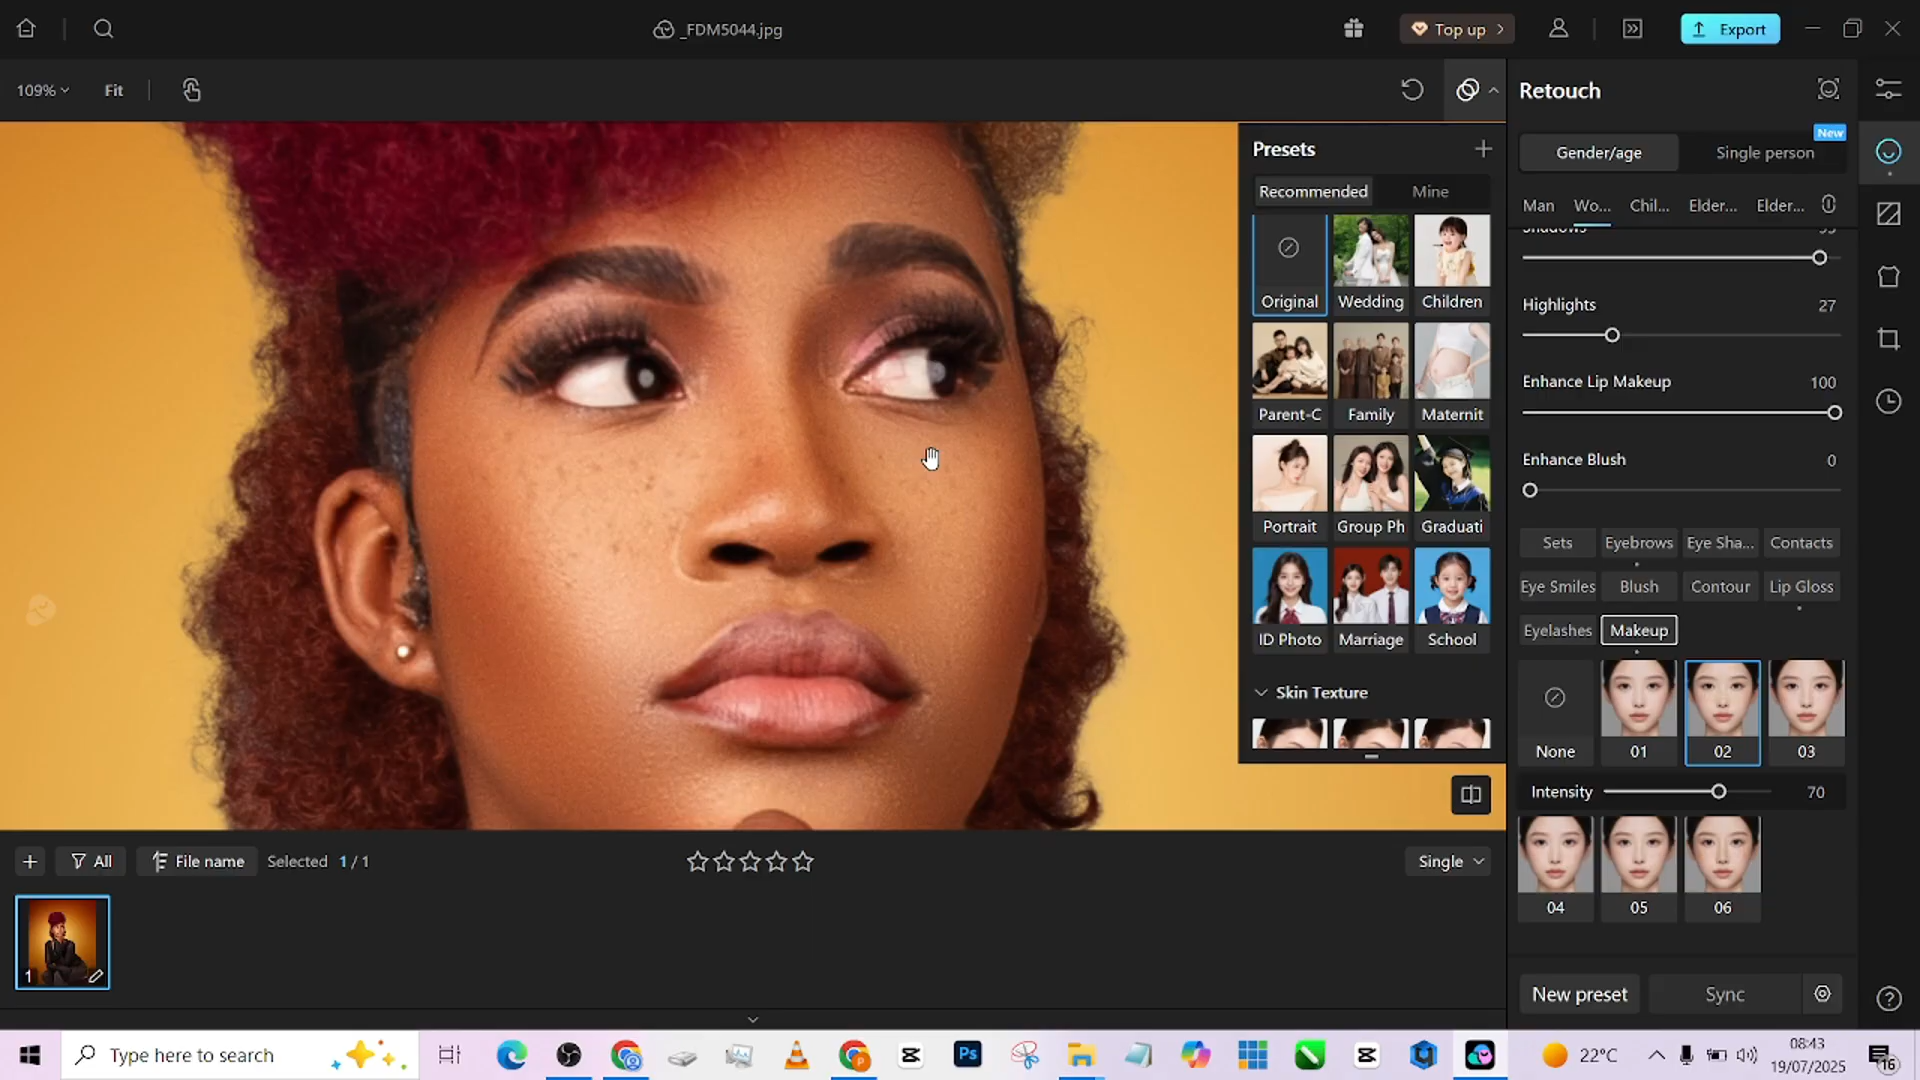 _FDM5044.jpg
Top up
Export
109%
Fit
Retouch
New
Gender/age
Single person
Man
Wo...
Chil...
Elder...
Elder...
Presets
Recommended
Mine
Original
Wedding
Children
Parent-C
Family
Maternit
Portrait
Group Ph
Graduati
ID Photo
Marriage
School
Skin Texture
Highlights
27
Enhance Lip Makeup
100
Enhance Blush
0
Sets
Eyebrows
Eye Sha...
Contacts
Eye Smiles
Blush
Contour
Lip Gloss
Eyelashes
Makeup
None
01
02
03
Intensity
70
04
05
06
New preset
Sync
All
File name
Selected 1 / 1
Single
1
Type here to search
Ps
22°C
08:43
19/07/2025
16